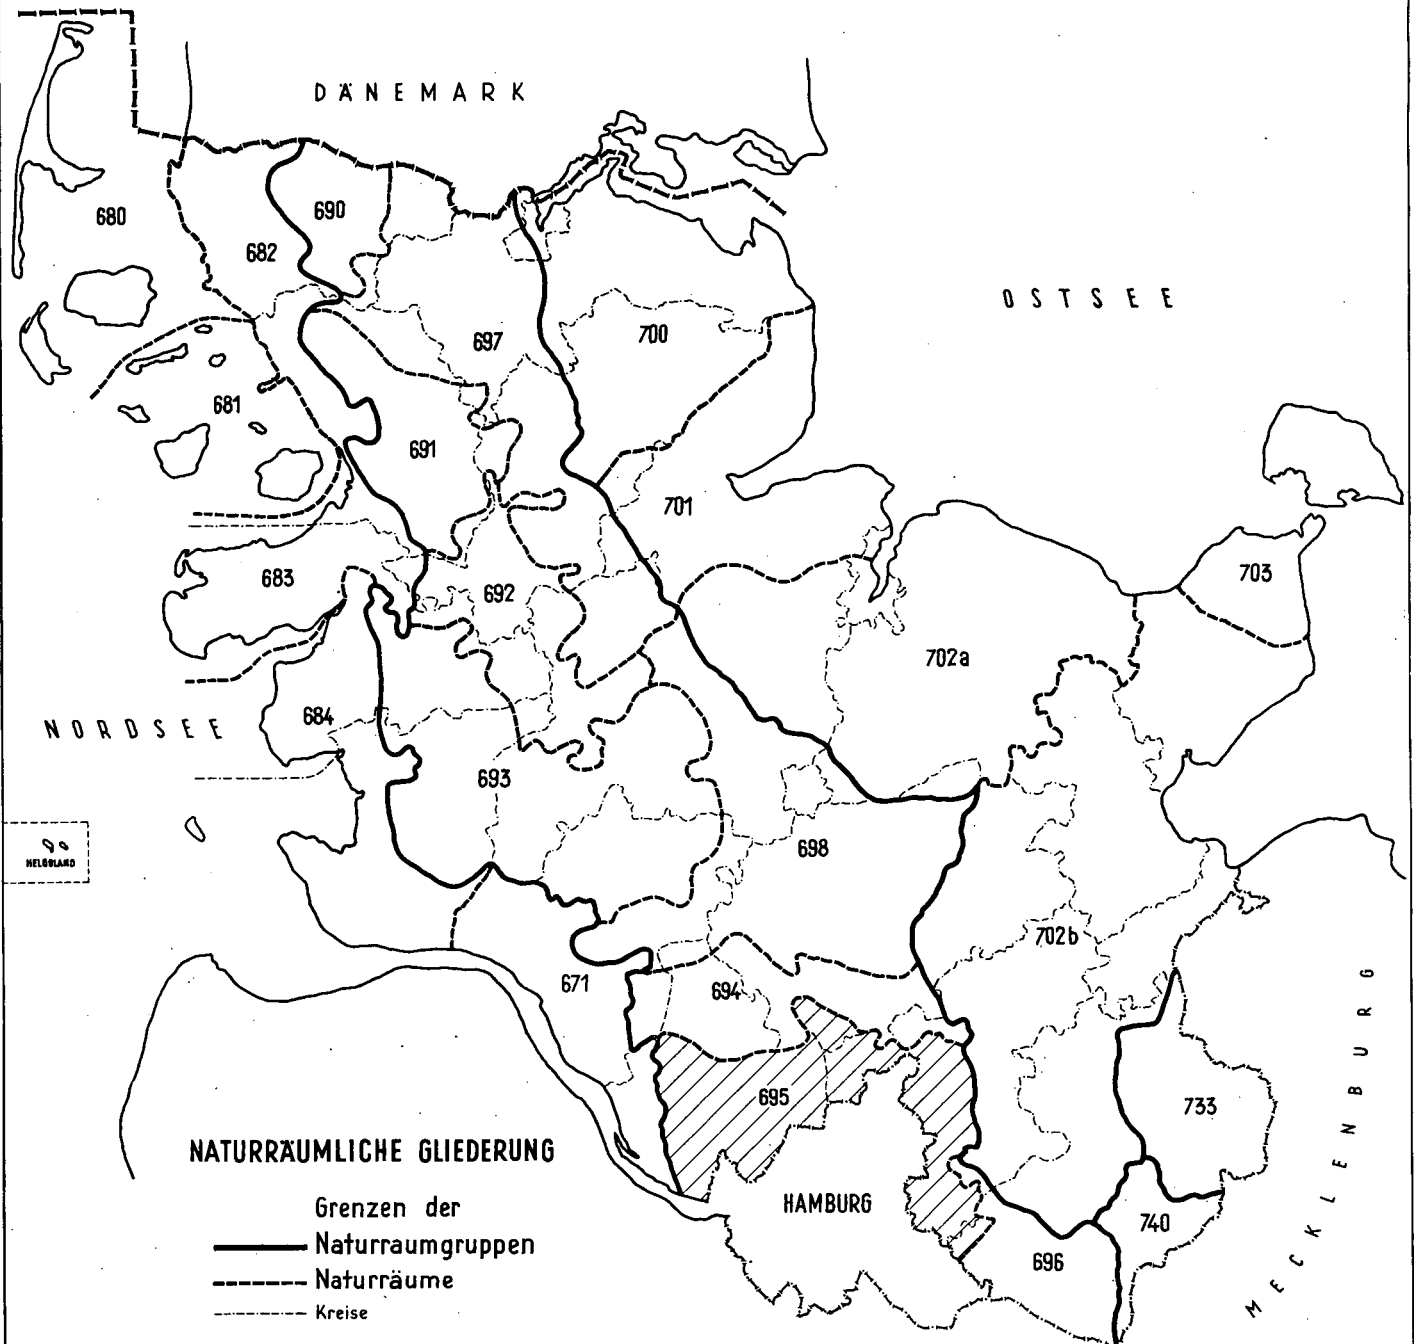 DÄNEMARK
680
690
682
OSTSEE
697
700
681
691
701
683
692
703
702a
684
NORDSEE
693
HELGOLAND
698
702b
671
694
695
733
NATURRÄUMLICHE GLIEDERUNG
HAMBURG
740
696
MECKLENBURG
Grenzen der
Naturraumgruppen
Naturräume
Kreise